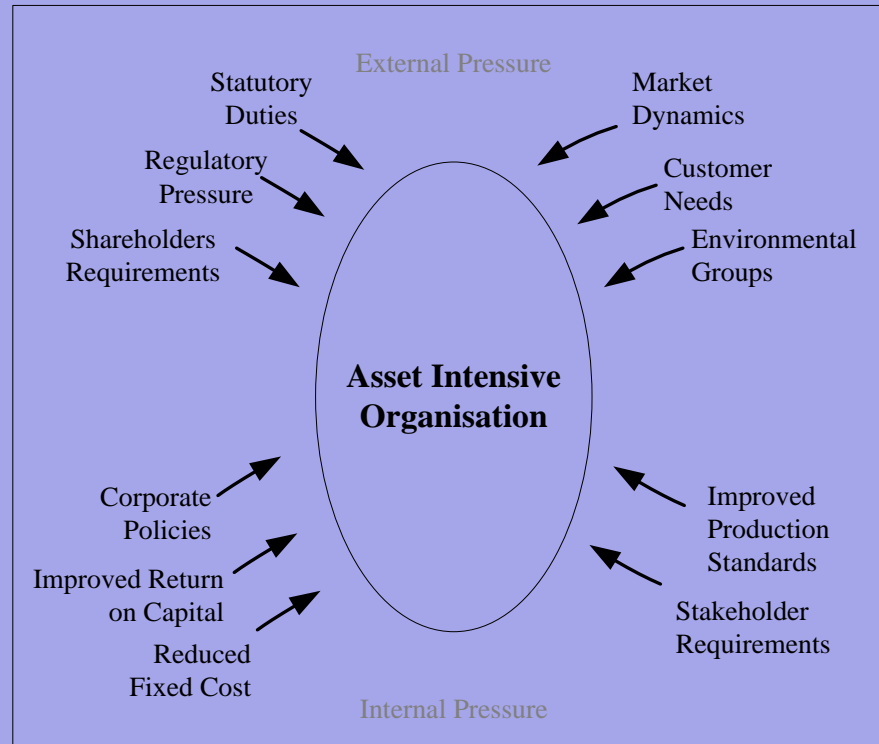 External Pressure
Statutory
Duties
Regulatory
Pressure
Shareholders
Requirements
Market
Dynamics
Customer
Needs
Environmental
Groups
Asset Intensive
Organisation
Corporate
Policies
Improved Return
on Capital
Reduced
Fixed Cost
Improved
Production
Standards
Stakeholder
Requirements
Internal Pressure